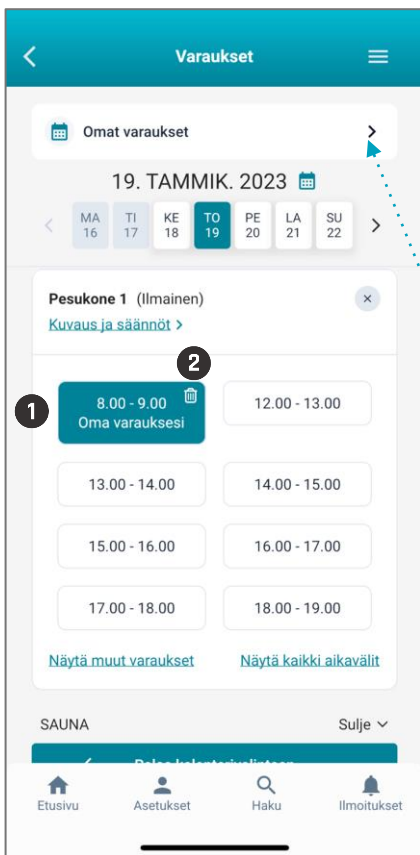 Varaukset
Omat varaukset
19. TAMMIK. 2023
MA TI KE TO PE LA SU
16 17 18 19 20 21 22
Pesukone 1 (Ilmainen)
Kuvaus ja säännöt
2
1
8.00 - 9.00 12.00 - 13.00
Oma varauksesi
13.00 - 14.00 14.00 - 15.00
15.00 - 16.00 16.00 - 17.00
17.00 - 18.00 18.00 - 19.00
Näytä muut varaukset Näytä kaikki aikavälit
SAUNA Sulje
Etusivu Asetukset Haku Ilmoitukset